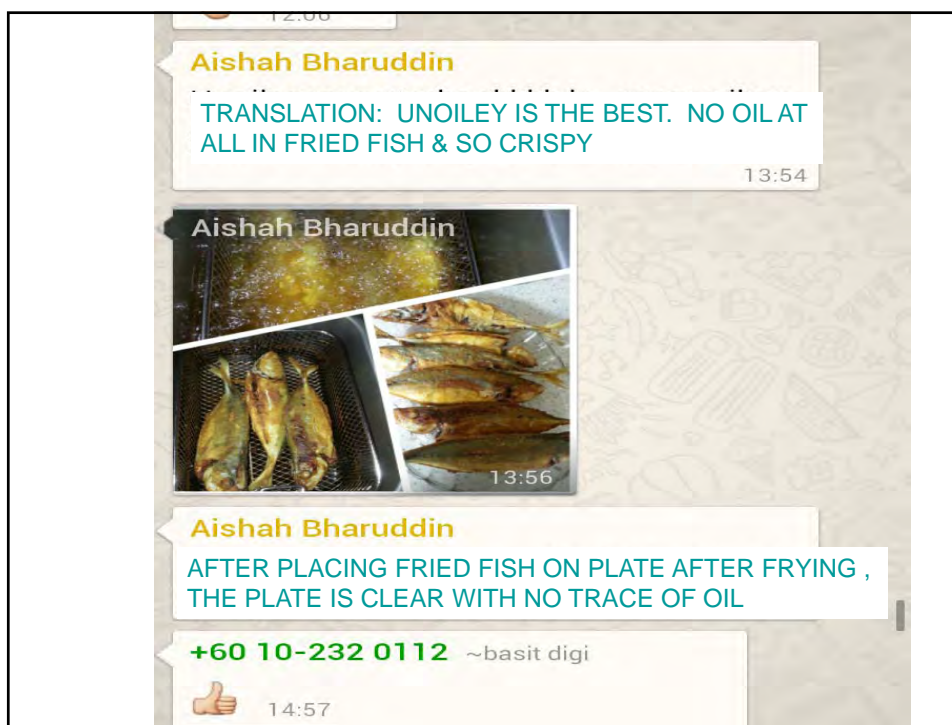 12:06
Aishah Bharuddin
TRANSLATION: UNOILEY IS THE BEST. NO OIL AT
ALL IN FRIED FISH & SO CRISPY
13:54
Aishah Bharuddin
13:56
Aishah Bharuddin
AFTER PLACING FRIED FISH ON PLATE AFTER FRYING ,
THE PLATE IS CLEAR WITH NO TRACE OF OIL
+60 10-232 0112 ~basit digi
14:57